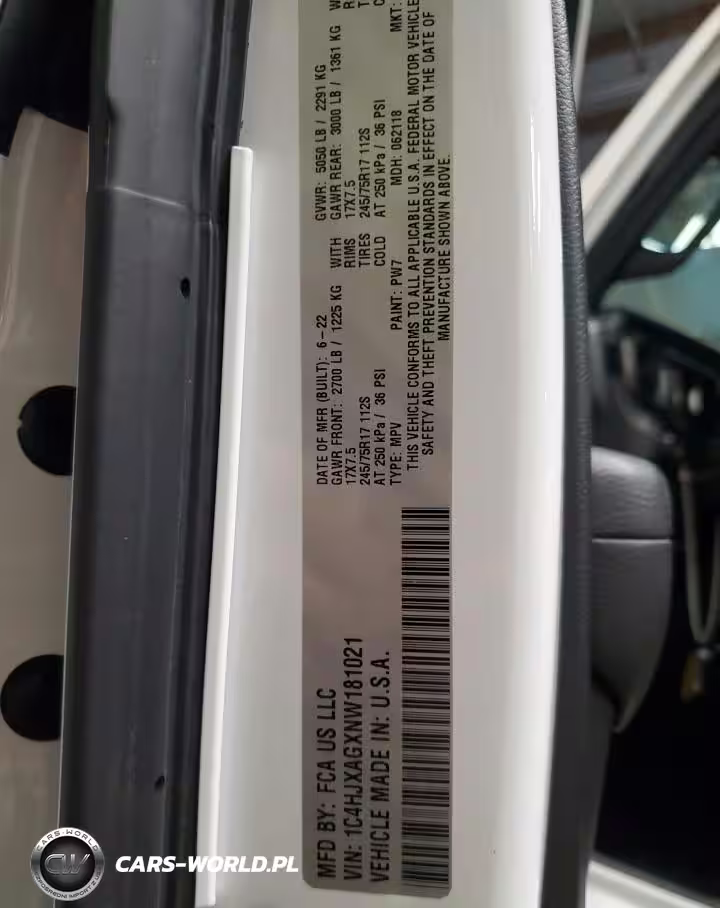 MFD BY: FCA US LLC
VIN: 1C4HJXAGXNW181021
VEHICLE MADE IN: U.S.A.
DATE OF MFR (BUILT): 6-22 GVWR: 5050 LB / 2291 KG
GAWR FRONT: 2700 LB / 1225 KG WITH GAWR REAR: 3000 LB / 1361 KG
17X7.5 RIMS 17X7.5
245/75R17 112S TIRES 245/75R17 112S
AT 250 kPa / 36 PSI COLD AT 250 kPa / 36 PSI
TYPE: MPV PAINT: PW7 MDH: 062118 MKT:
THIS VEHICLE CONFORMS TO ALL APPLICABLE U.S.A. FEDERAL MOTOR VEHICLE
SAFETY AND THEFT PREVENTION STANDARDS IN EFFECT ON THE DATE OF
MANUFACTURE SHOWN ABOVE.
CARS-WORLD
CW
CARS-WORLD.PL